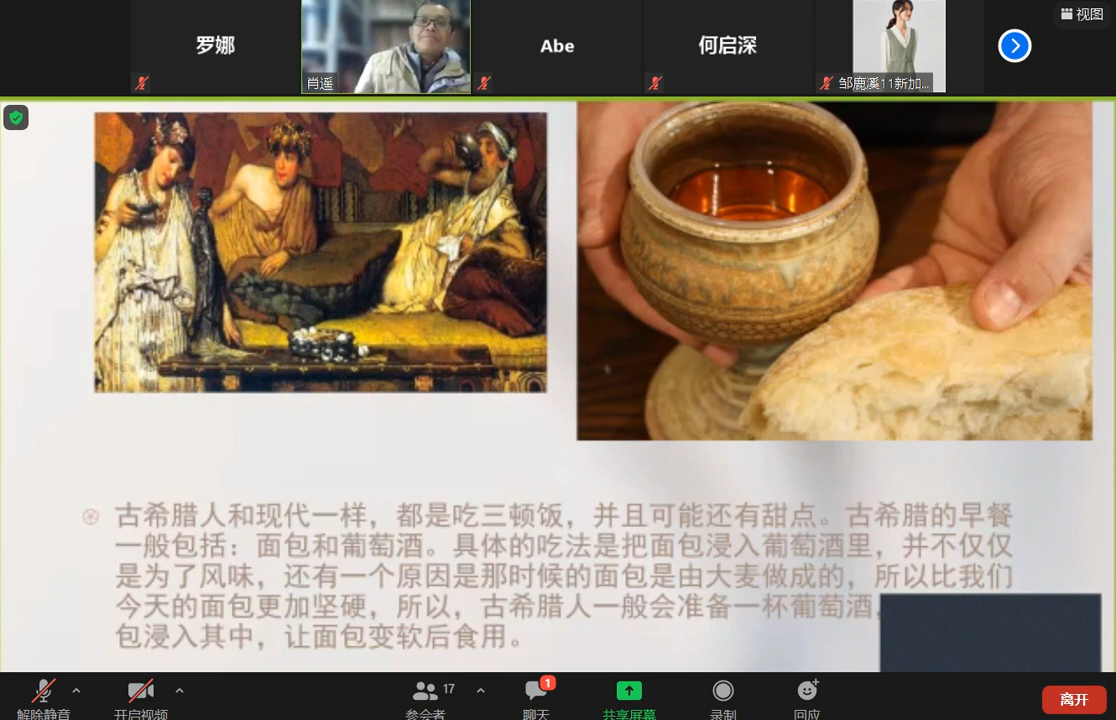 视图
罗娜
肖遥
Abe
何启深
邹鹿溪11新加...
古希腊人和现代一样，都是吃三顿饭，并且可能还有甜点。古希腊的早餐
一般包括：面包和葡萄酒。具体的吃法是把面包浸入葡萄酒里，并不仅仅
是为了风味，还有一个原因是那时候的面包是由大麦做成的，所以比我们
今天的面包更加坚硬，所以，古希腊人一般会准备一杯葡萄酒，
包浸入其中，让面包变软后食用。
17
1
解除静音
开启视频
参会者
聊天
共享屏幕
录制
回应
离开